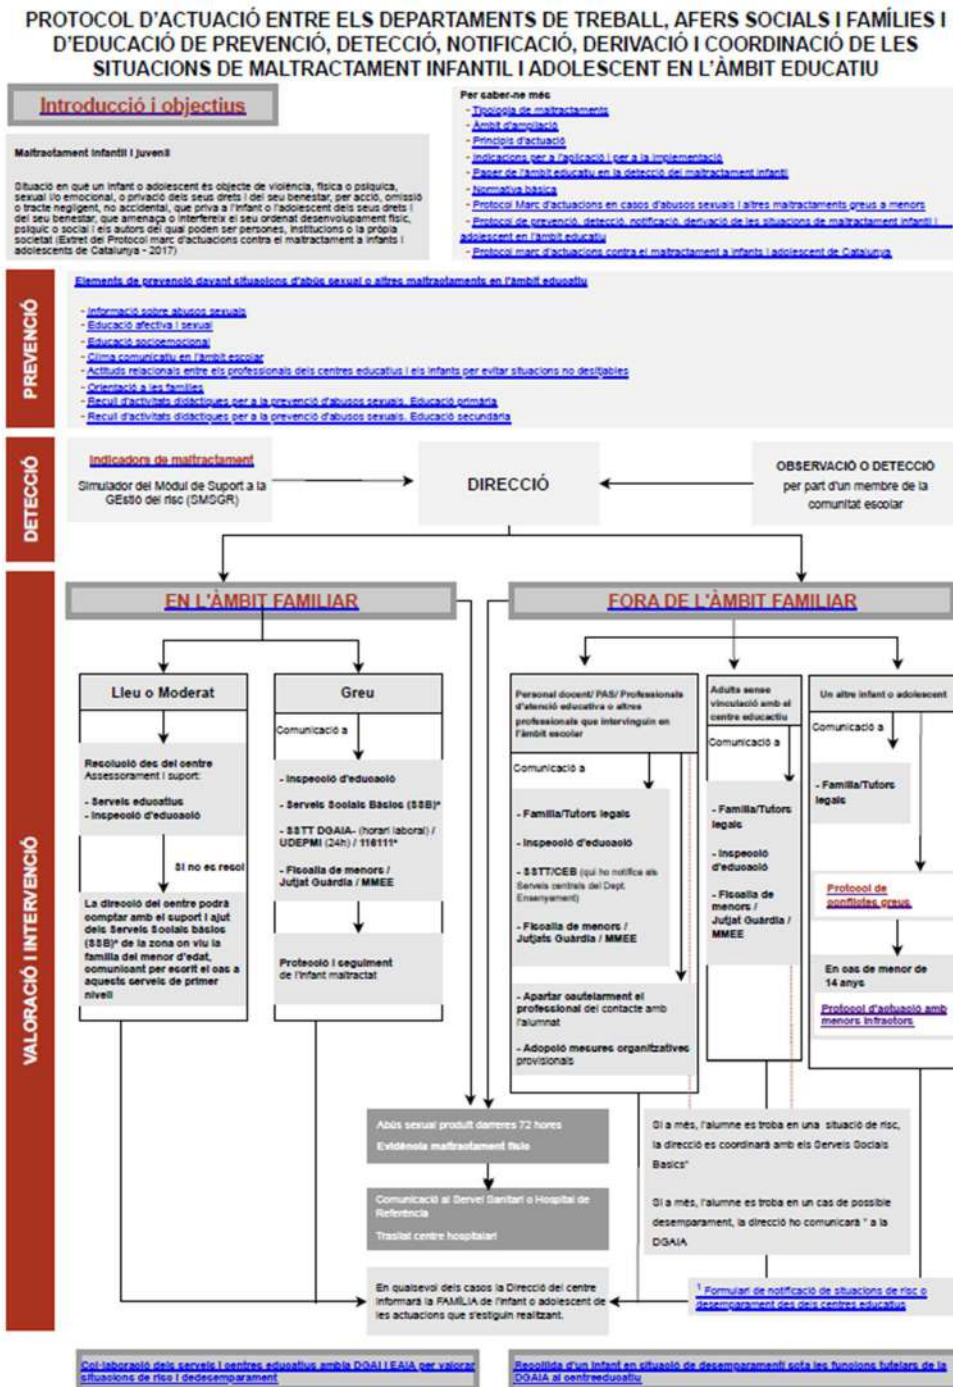 PROTOCOL D'ACTUACIÓ ENTRE ELS DEPARTAMENTS DE TREBALL, AFERS SOCIALS I FAMÍLIES I
D'EDUCACIÓ DE PREVENCIÓ, DETECCIÓ, NOTIFICACIÓ, DERIVACIÓ I COORDINACIÓ DE LES
SITUACIONS DE MALTRACTAMENT INFANTIL I ADOLESCENT EN L'ÀMBIT EDUCATIU
Introducció i objectius
Maltractament Infantil i juvenil
Situació en què un infant o adolescent és objecte de violència, física o psíquica,
sexual i/o emocional, o privació dels seus drets i del seu benestar, per acció, omissió
o tracte negligent, no accidental, que priva a l'infant o l'adolescent dels seus drets i
del seu benestar, que amenaça o interfereix el seu ordenat desenvolupament físic,
psíquic o social i els autors del qual poden ser persones, institucions o la pròpia
societat (Extret del Protocol marc d'actuacions contra el maltractament a infants i
adolescents de Catalunya - 2017)
Per saber-ne més
- Tipologia de maltractaments
- Àmbit d'ampliació
- Principis d'actuació
- Indicacions per a l'aplicació i per a la implementació
- Paper de l'àmbit educatiu en la detecció del maltractament infantil
- Normativa bàsica
- Protocol Marc d'actuacions en casos d'abusos sexuals i altres maltractaments greus a menors
- Protocol de prevenció, detecció, notificació, derivació de les situacions de maltractament infantil i
adolescent en l'àmbit educatiu
- Protocol marc d'actuacions contra el maltractament a infants i adolescent de Catalunya
PREVENCIÓ
Elements de prevenció davant situacions d'abús sexual o altres maltractaments en l'àmbit educatiu
- Informació sobre abusos sexuals
- Educació afectiva i sexual
- Educació socioemocional
- Clima comunicatiu en l'àmbit escolar
- Actituds relacionals entre els professionals dels centres educatius i els infants per evitar situacions no desitjables
- Orientació a les famílies
- Recull d'activitats didàctiques per a la prevenció d'abusos sexuals. Educació primària
- Recull d'activitats didàctiques per a la prevenció d'abusos sexuals. Educació secundària
DETECCIÓ
Indicadors de maltractament
Simulador del Mòdul de Suport a la
GEstió del risc (SMSGR)
DIRECCIÓ
OBSERVACIÓ O DETECCIÓ
per part d'un membre de la
comunitat escolar
VALORACIÓ I INTERVENCIÓ
EN L'ÀMBIT FAMILIAR
Lleu o Moderat
Resolució des del centre
Assessorament i suport:
- Serveis educatius
- Inspecció d'educació
Si no es resol
La direcció del centre podrà
comptar amb el suport i ajut
dels Serveis Socials bàsics
(SSB)* de la zona on viu la
família del menor d'edat,
comunicant per escrit el cas a
aquests serveis de primer
nivell
Greu
Comunicació a
- Inspecció d'educació
- Serveis Socials Bàsics (SSB)*
- SSTT DGAIA- (horari laboral) /
UDEPMI (24h) / 116111*
- Fiscalia de menors /
Jutjat Guàrdia / MMEE
Protecció i seguiment
de l'infant maltractat
FORA DE L'ÀMBIT FAMILIAR
Personal docent/ PAS/ Professionals
d'atenció educativa o altres
professionals que intervinguin en
l'àmbit escolar
Comunicació a
- Família/Tutors legals
- Inspecció d'educació
- SSTT/CEB (qui ho notifica als
Serveis centrals del Dept.
Ensenyament)
- Fiscalia de menors /
Jutjats Guàrdia / MMEE
- Apartar cautelarment el
professional del contacte amb
l'alumnat
- Adopció mesures organitzatives
provisionals
Adults sense
vinculació amb el
centre educactiu
Comunicació a
- Família/Tutors
legals
- Inspecció
d'educació
- Fiscalia de
menors /
Jutjat Guàrdia /
MMEE
Un altre infant o adolescent
Comunicació a
- Família/Tutors
legals
Protocol de
conflictes greus
En cas de menor de
14 anys
Protocol d'actuació amb
menors infractors
Abús sexual produït darreres 72 hores
Evidència maltractament físic
Comunicació al Servei Sanitari o Hospital de
Referència
Trasllat centre hospitalari
Si a més, l'alumne es troba en una situació de risc,
la direcció es coordinarà amb els Serveis Socials
Basics*
Si a més, l'alumne es troba en un cas de possible
desemparament, la direcció ho comunicarà * a la
DGAIA
En qualsevol dels casos la Direcció del centre
informarà la FAMÍLIA de l'infant o adolescent de
les actuacions que s'estiguin realitzant.
¹ Formulari de notificació de situacions de risc o
desemparament des dels centres educatius
Col·laboració dels serveis i centres educatius ambla DGAI i EAIA per valorar
situacions de risc i dedesemparament
Recollida d'un infant en situació de desemparament sota les funcions tutelars de la
DGAIA al centreeducatiu